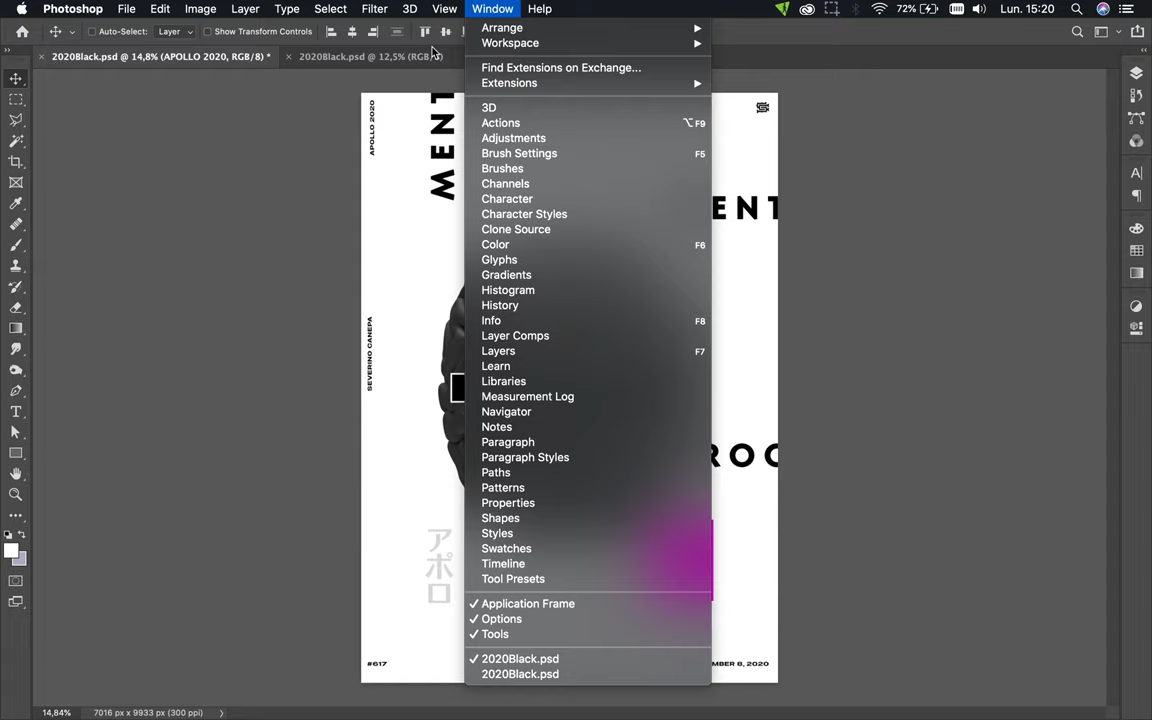 Photoshop File Edit Image Layer Type Select Filter 3D View Window Help 72% Lun. 15:20
Auto-Select: Layer Show Transform Controls
× 2020Black.psd @ 14,8% (APOLLO 2020, RGB/8) * × 2020Black.psd @ 12,5% (RGB/
Arrange
Workspace
Find Extensions on Exchange...
Extensions
3D
Actions ⌥F9
Adjustments
Brush Settings F5
Brushes
Channels
Character
Character Styles
Clone Source
Color F6
Glyphs
Gradients
Histogram
History
Info F8
Layer Comps
Layers F7
Learn
Libraries
Measurement Log
Navigator
Notes
Paragraph
Paragraph Styles
Paths
Patterns
Properties
Shapes
Styles
Swatches
Timeline
Tool Presets
✓ Application Frame
✓ Options
✓ Tools
✓ 2020Black.psd
2020Black.psd
APOLLO 2020
WENT
ENT
SEVERINO CANEPA
ROC
アポロ
#617
MBER 8, 2020
14,84% 7016 px x 9933 px (300 ppi)